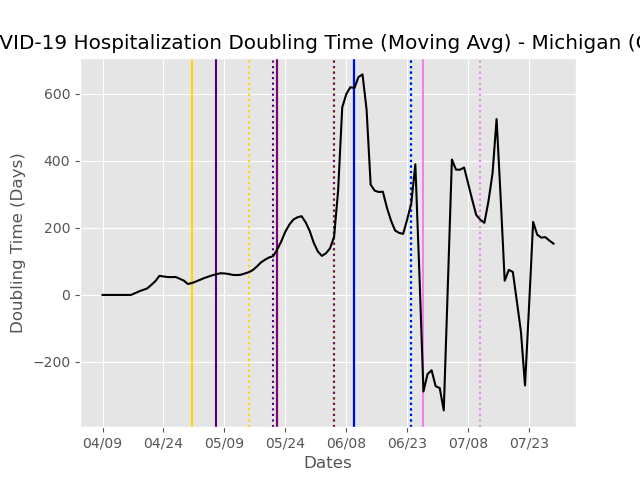 VID-19 Hospitalization Doubling Time (Moving Avg) - Michigan (
Doubling Time (Days)
600
400
200
0
−200
04/09 04/24 05/09 05/24 06/08 06/23 07/08 07/23
Dates